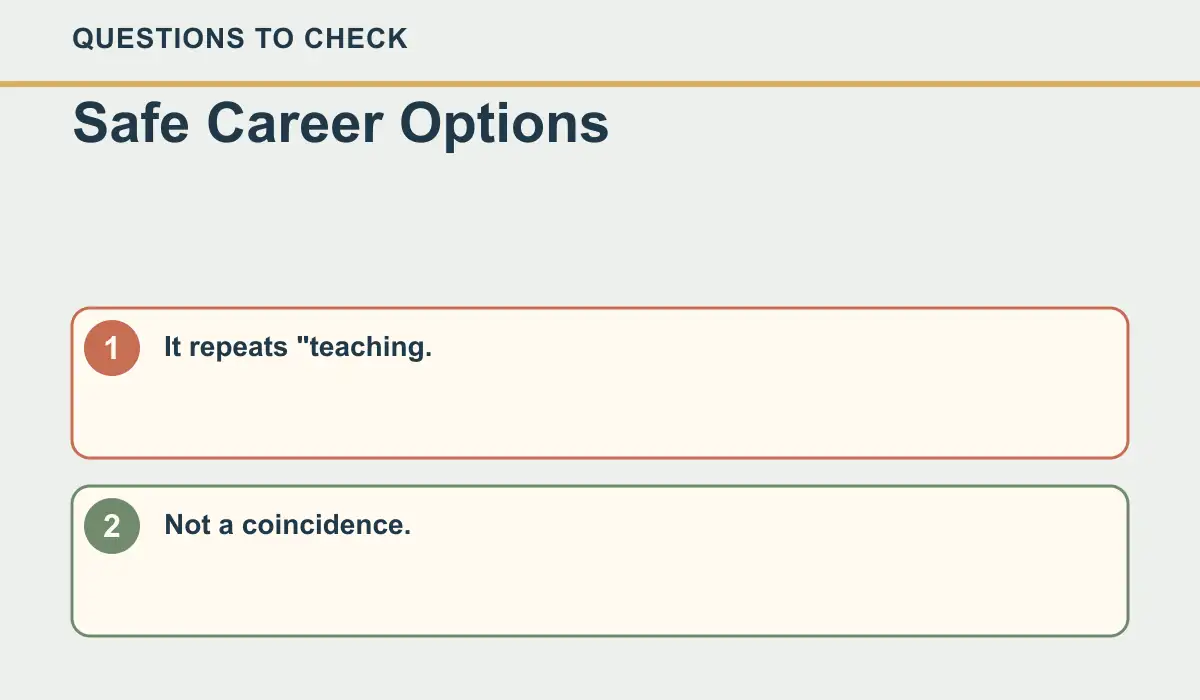 QUESTIONS TO CHECK
Safe Career Options
1
It repeats "teaching.
2
Not a coincidence.